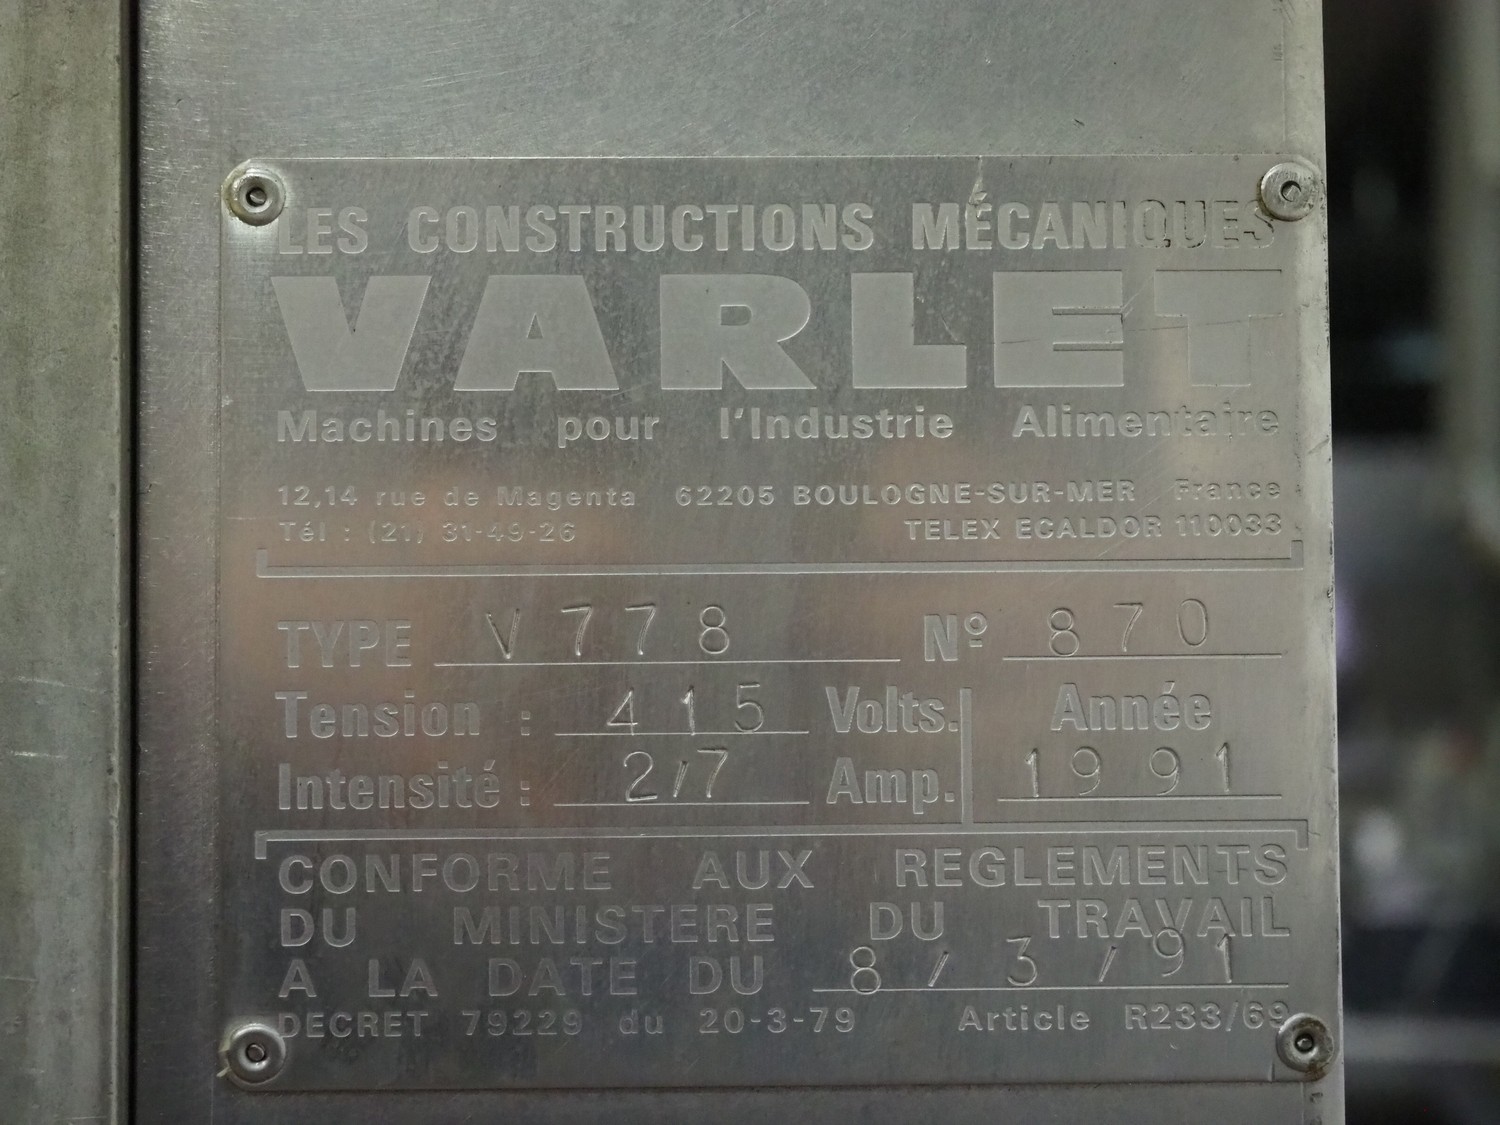 LES CONSTRUCTIONS MÉCANIQUES
VARLET
Machines pour l'Industrie Alimentaire
12,14 rue de Magenta 62205 BOULOGNE-SUR-MER France
Tél : (21) 31-49-26 TELEX ECALDOR 110033
TYPE V778 Nº 870
Tension : 415 Volts. Année
Intensité : 2,7 Amp. 1991
CONFORME AUX REGLEMENTS
DU MINISTERE DU TRAVAIL
A LA DATE DU 8/3/91
DECRET 79229 du 20-3-79 Article R233/69